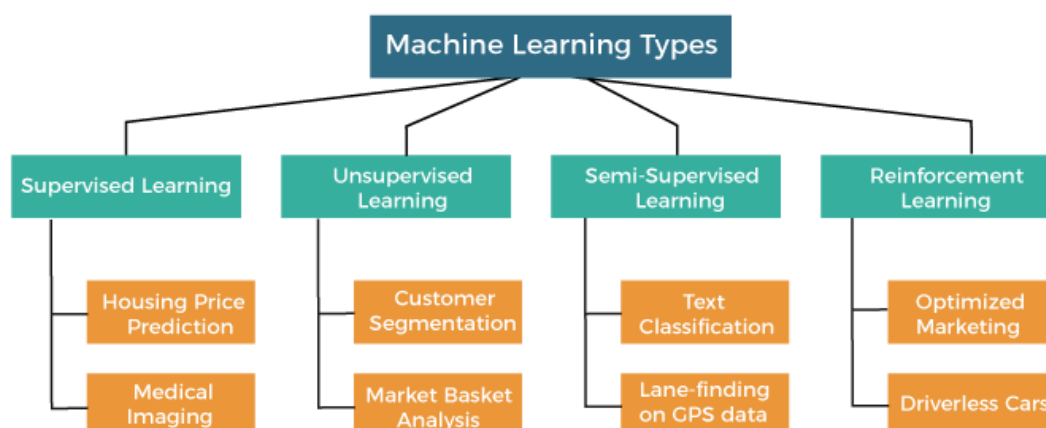 Machine Learning Types
Supervised Learning
Unsupervised
Learning
Semi-Supervised
Learning
Reinforcement
Learning
Housing Price
Prediction
Customer
Segmentation
Text
Classification
Optimized
Marketing
Medical
Imaging
Market Basket
Analysis
Lane-finding
on GPS data
Driverless Cars